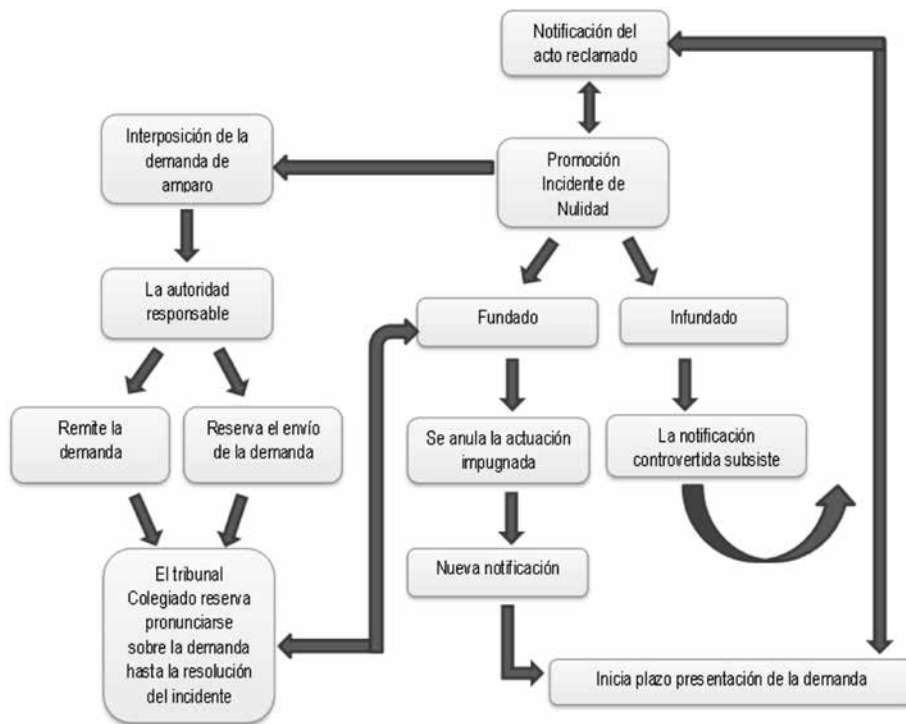 Notificación del
acto reclamado
Interposición de la
demanda de
amparo
Promoción
Incidente de
Nulidad
La autoridad
responsable
Fundado
Infundado
Remite la
demanda
Reserva el envío
de la demanda
Se anula la actuación
impugnada
La notificación
controvertida subsiste
El tribunal
Colegiado reserva
pronunciarse
sobre la demanda
hasta la resolución
del incidente
Nueva notificación
Inicia plazo presentación de la demanda